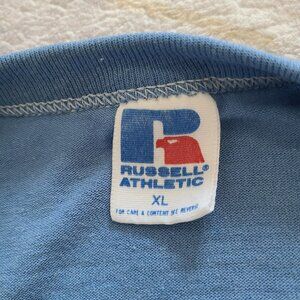 R
RUSSELL®
ATHLETIC
XL
FOR CARE & CONTENT SEE REVERSE